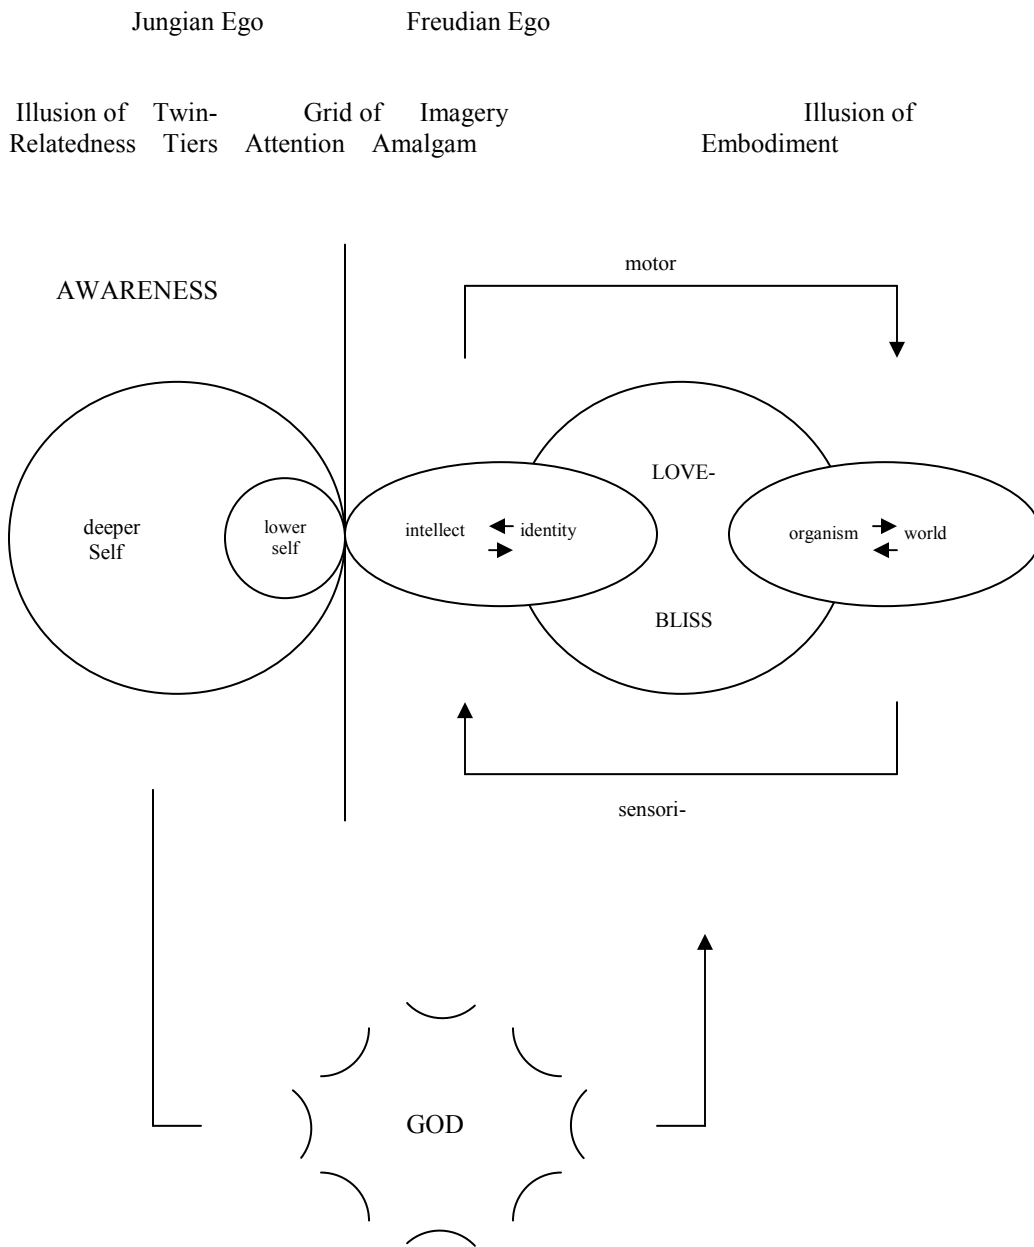 Jungian Ego Freudian Ego
Illusion of Twin- Grid of Imagery Illusion of
Relatedness Tiers Attention Amalgam Embodiment
motor
AWARENESS
LOVE-
deeper
Self
lower
self
intellect identity
organism world
BLISS
sensori-
GOD